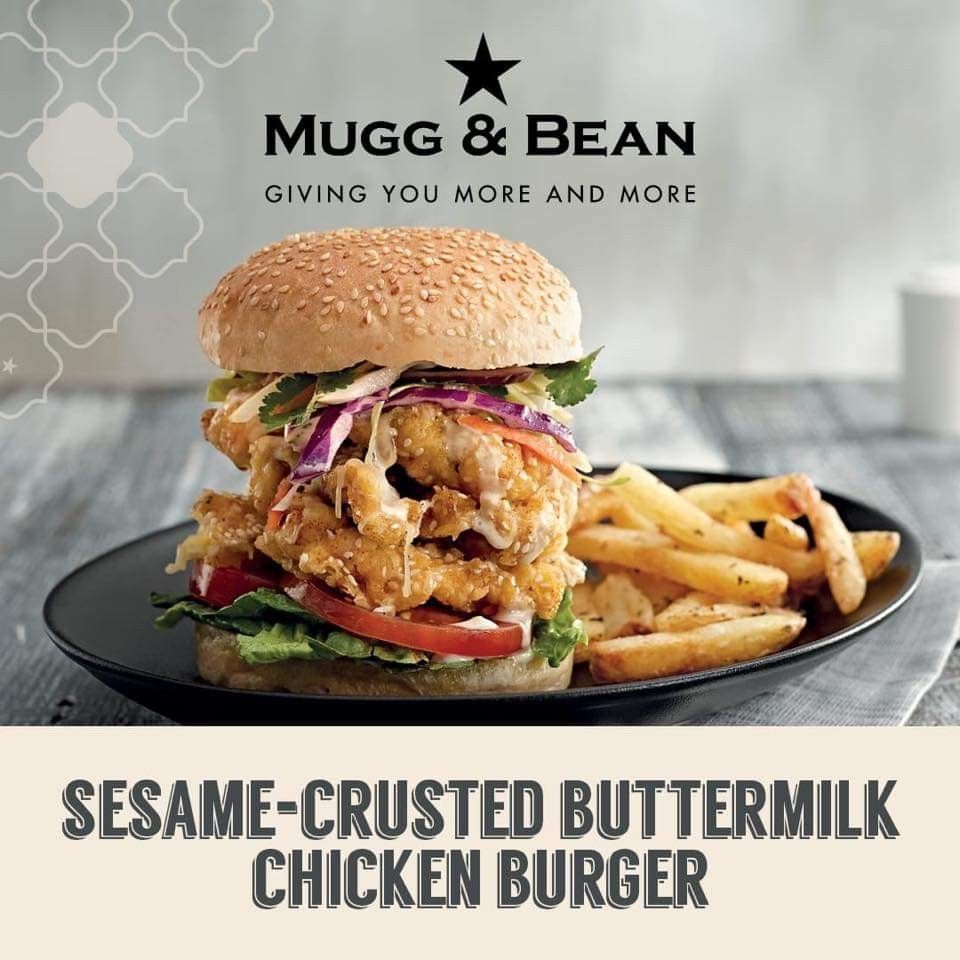 MUGG & BEAN
GIVING YOU MORE AND MORE
SESAME-CRUSTED BUTTERMILK
CHICKEN BURGER